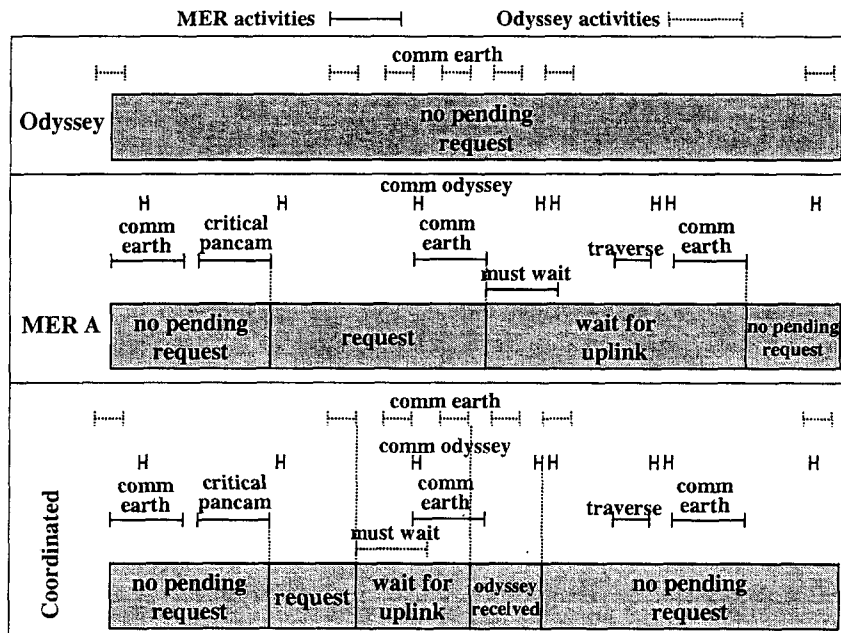 MER activities Odyssey activities
comm earth
Odyssey
no pending
request
comm odyssey
H H H H H H H H
comm
earth
critical
pancam
comm
earth
must wait
traverse
comm
earth
MER A
no pending
request
request
wait for
uplink
no pending
request
comm earth
comm odyssey
H H H H H H H H
comm
earth
critical
pancam
comm
earth
must wait
traverse
comm
earth
Coordinated
no pending
request
request
wait for
uplink
odyssey
received
no pending
request